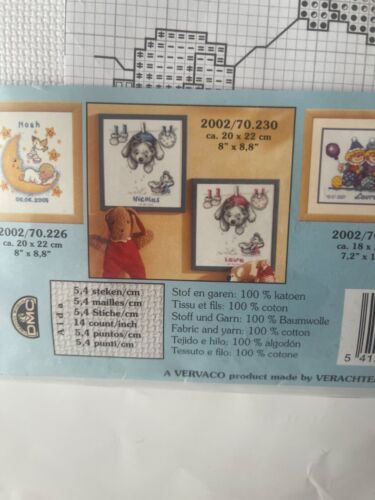 Noah
06.06.2005
2002/70.226
ca. 20 x 22 cm
8" x 8,8"
2002/70.230
ca. 20 x 22 cm
8" x 8,8"
NICOLAS
LAURA
2002/70
ca. 18 x
7,2" x 1
DMC
Aida
5,4 steken/cm
5,4 mailles/cm
5,4 Stiche/cm
14 count/inch
5,4 puntos/cm
5,4 punti/cm
Stof en garen: 100 % katoen
Tissu et fils: 100 % coton
Stoff und Garn: 100 % Baumwolle
Fabric and yarn: 100 % cotton
Tejido e hilo: 100 % algodón
Tessuto e filo: 100 % cotone
5 41
A VERVACO product made by VERACHTE